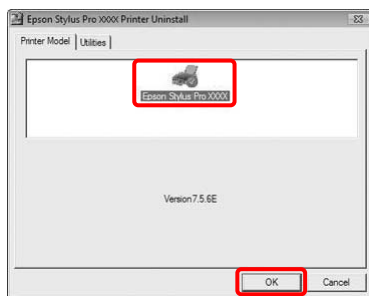 Epson Stylus Pro XXXX Printer Uninstall
Printer Model Utilities
Epson Stylus Pro XXXX
Version7.5.6E
OK Cancel